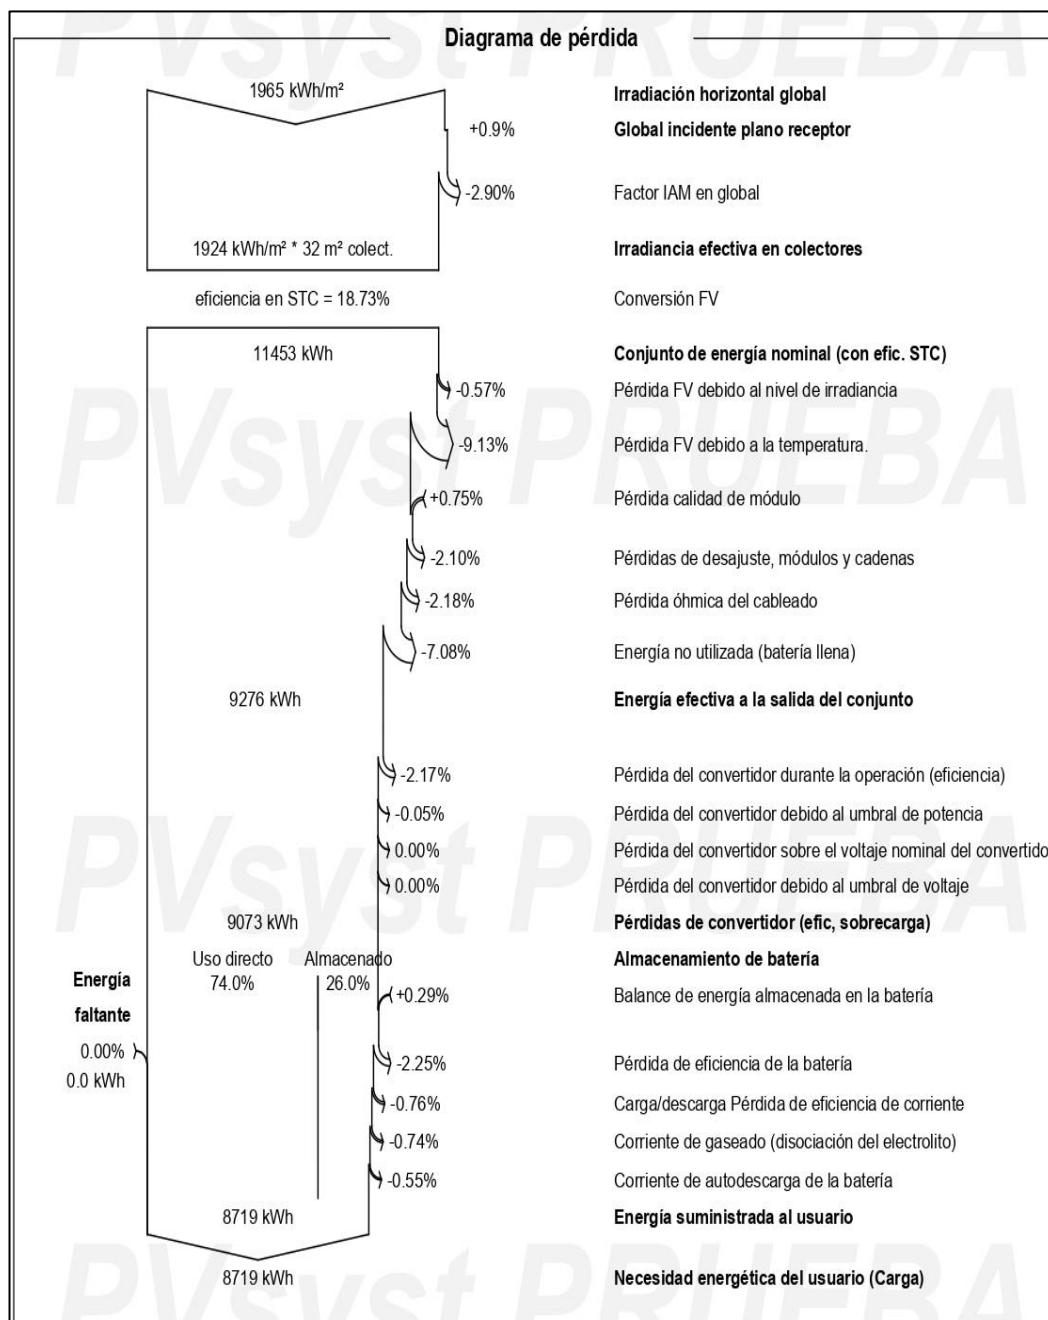 Diagrama de pérdida
1965 kWh/m² Irradiación horizontal global
+0.9% Global incidente plano receptor
-2.90% Factor IAM en global
1924 kWh/m² * 32 m² colect. Irradiancia efectiva en colectores
eficiencia en STC = 18.73% Conversión FV
11453 kWh Conjunto de energía nominal (con efic. STC)
-0.57% Pérdida FV debido al nivel de irradiancia
PVsyst PRUEBA
-9.13% Pérdida FV debido a la temperatura.
+0.75% Pérdida calidad de módulo
-2.10% Pérdidas de desajuste, módulos y cadenas
-2.18% Pérdida óhmica del cableado
-7.08% Energía no utilizada (batería llena)
9276 kWh Energía efectiva a la salida del conjunto
-2.17% Pérdida del convertidor durante la operación (eficiencia)
-0.05% Pérdida del convertidor debido al umbral de potencia
0.00% Pérdida del convertidor sobre el voltaje nominal del convertido
PVsyst PRUEBA
0.00% Pérdida del convertidor debido al umbral de voltaje
9073 kWh Pérdidas de convertidor (efic, sobrecarga)
Uso directo Almacenado Almacenamiento de batería
74.0% 26.0%
Energía
faltante
+0.29% Balance de energía almacenada en la batería
0.00%
0.0 kWh
-2.25% Pérdida de eficiencia de la batería
-0.76% Carga/descarga Pérdida de eficiencia de corriente
-0.74% Corriente de gaseado (disociación del electrolito)
-0.55% Corriente de autodescarga de la batería
8719 kWh Energía suministrada al usuario
8719 kWh Necesidad energética del usuario (Carga)
PVsyst PRUEBA